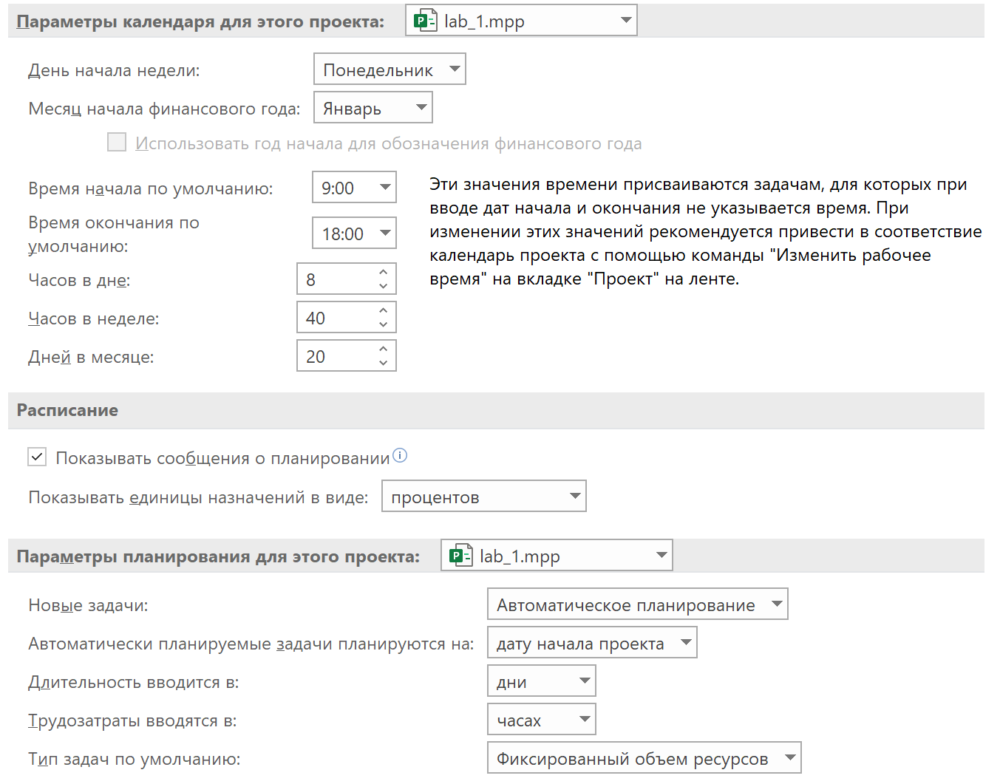 Параметры календаря для этого проекта: lab_1.mpp
День начала недели: Понедельник
Месяц начала финансового года: Январь
Использовать год начала для обозначения финансового года
Время начала по умолчанию: 9:00
Время окончания по
умолчанию: 18:00
Эти значения времени присваиваются задачам, для которых при
вводе дат начала и окончания не указывается время. При
изменении этих значений рекомендуется привести в соответствие
календарь проекта с помощью команды "Изменить рабочее
время" на вкладке "Проект" на ленте.
Часов в дне: 8
Часов в неделе: 40
Дней в месяце: 20
Расписание
Показывать сообщения о планировании
Показывать единицы назначений в виде: процентов
Параметры планирования для этого проекта: lab_1.mpp
Новые задачи: Автоматическое планирование
Автоматически планируемые задачи планируются на: дату начала проекта
Длительность вводится в: дни
Трудозатраты вводятся в: часах
Тип задач по умолчанию: Фиксированный объем ресурсов